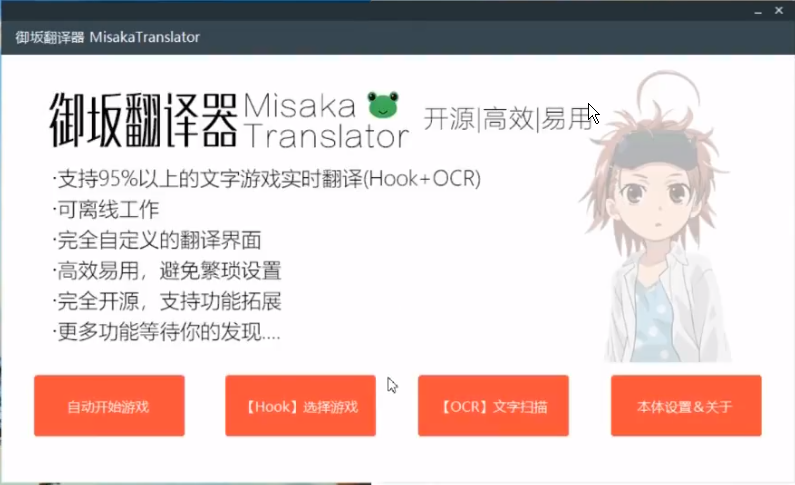 御坂翻译器 MisakaTranslator
御坂翻译器 Misaka Translator
开源|高效|易用
·支持95%以上的文字游戏实时翻译(Hook+OCR)
·可离线工作
·完全自定义的翻译界面
·高效易用，避免繁琐设置
·完全开源，支持功能拓展
·更多功能等待你的发现....
自动开始游戏
【Hook】选择游戏
【OCR】文字扫描
本体设置＆关于